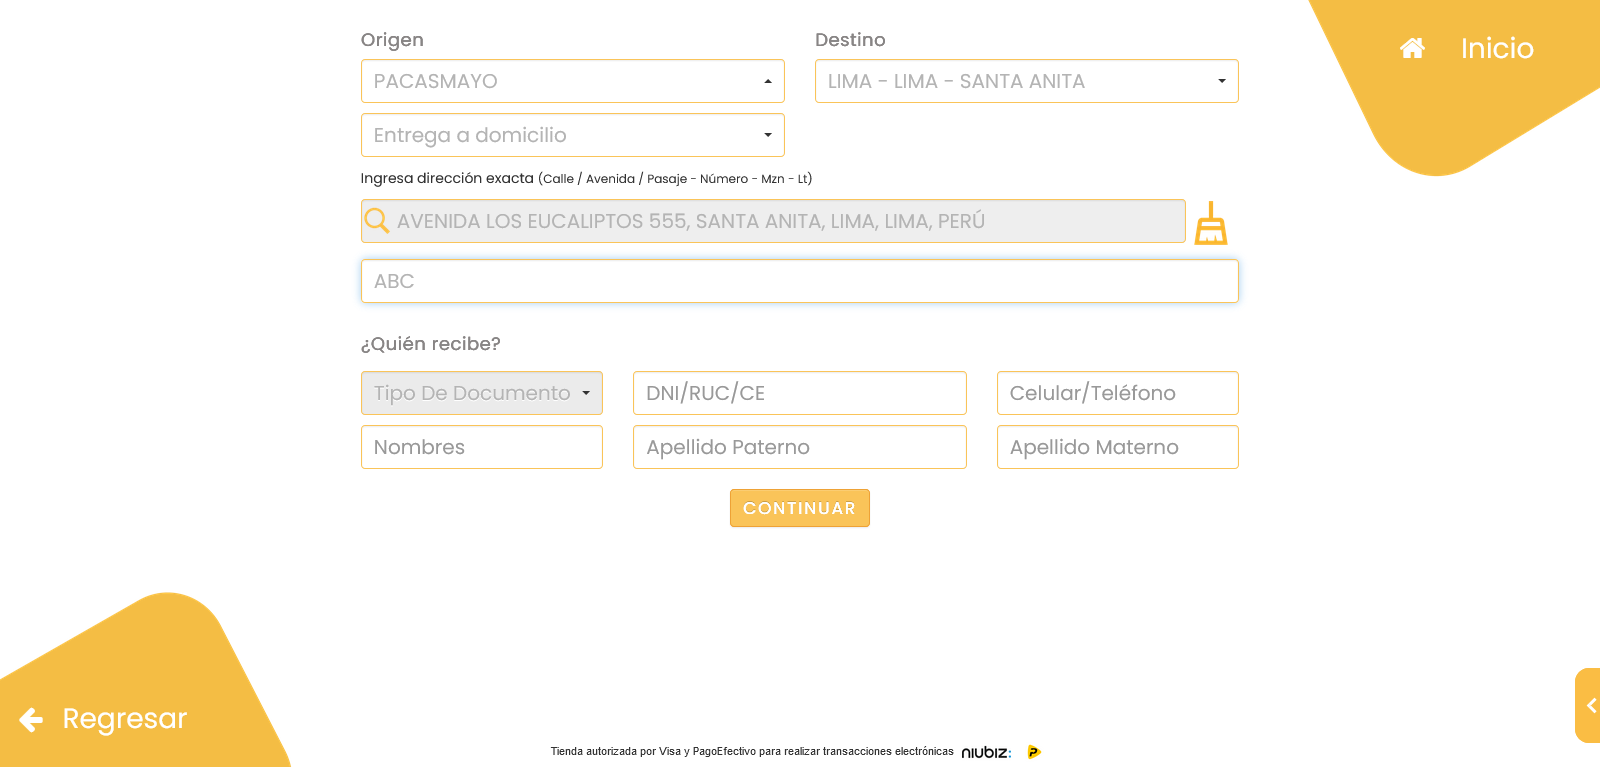 Origen
Destino
Inicio
PACASMAYO
LIMA - LIMA - SANTA ANITA
Entrega a domicilio
Ingresa dirección exacta (Calle / Avenida / Pasaje - Número - Mzn - Lt)
AVENIDA LOS EUCALIPTOS 555, SANTA ANITA, LIMA, LIMA, PERÚ
ABC
¿Quién recibe?
Tipo De Documento
DNI/RUC/CE
Celular/Teléfono
Nombres
Apellido Paterno
Apellido Materno
CONTINUAR
Regresar
Tienda autorizada por Visa y PagoEfectivo para realizar transacciones electrónicas niubiz: P